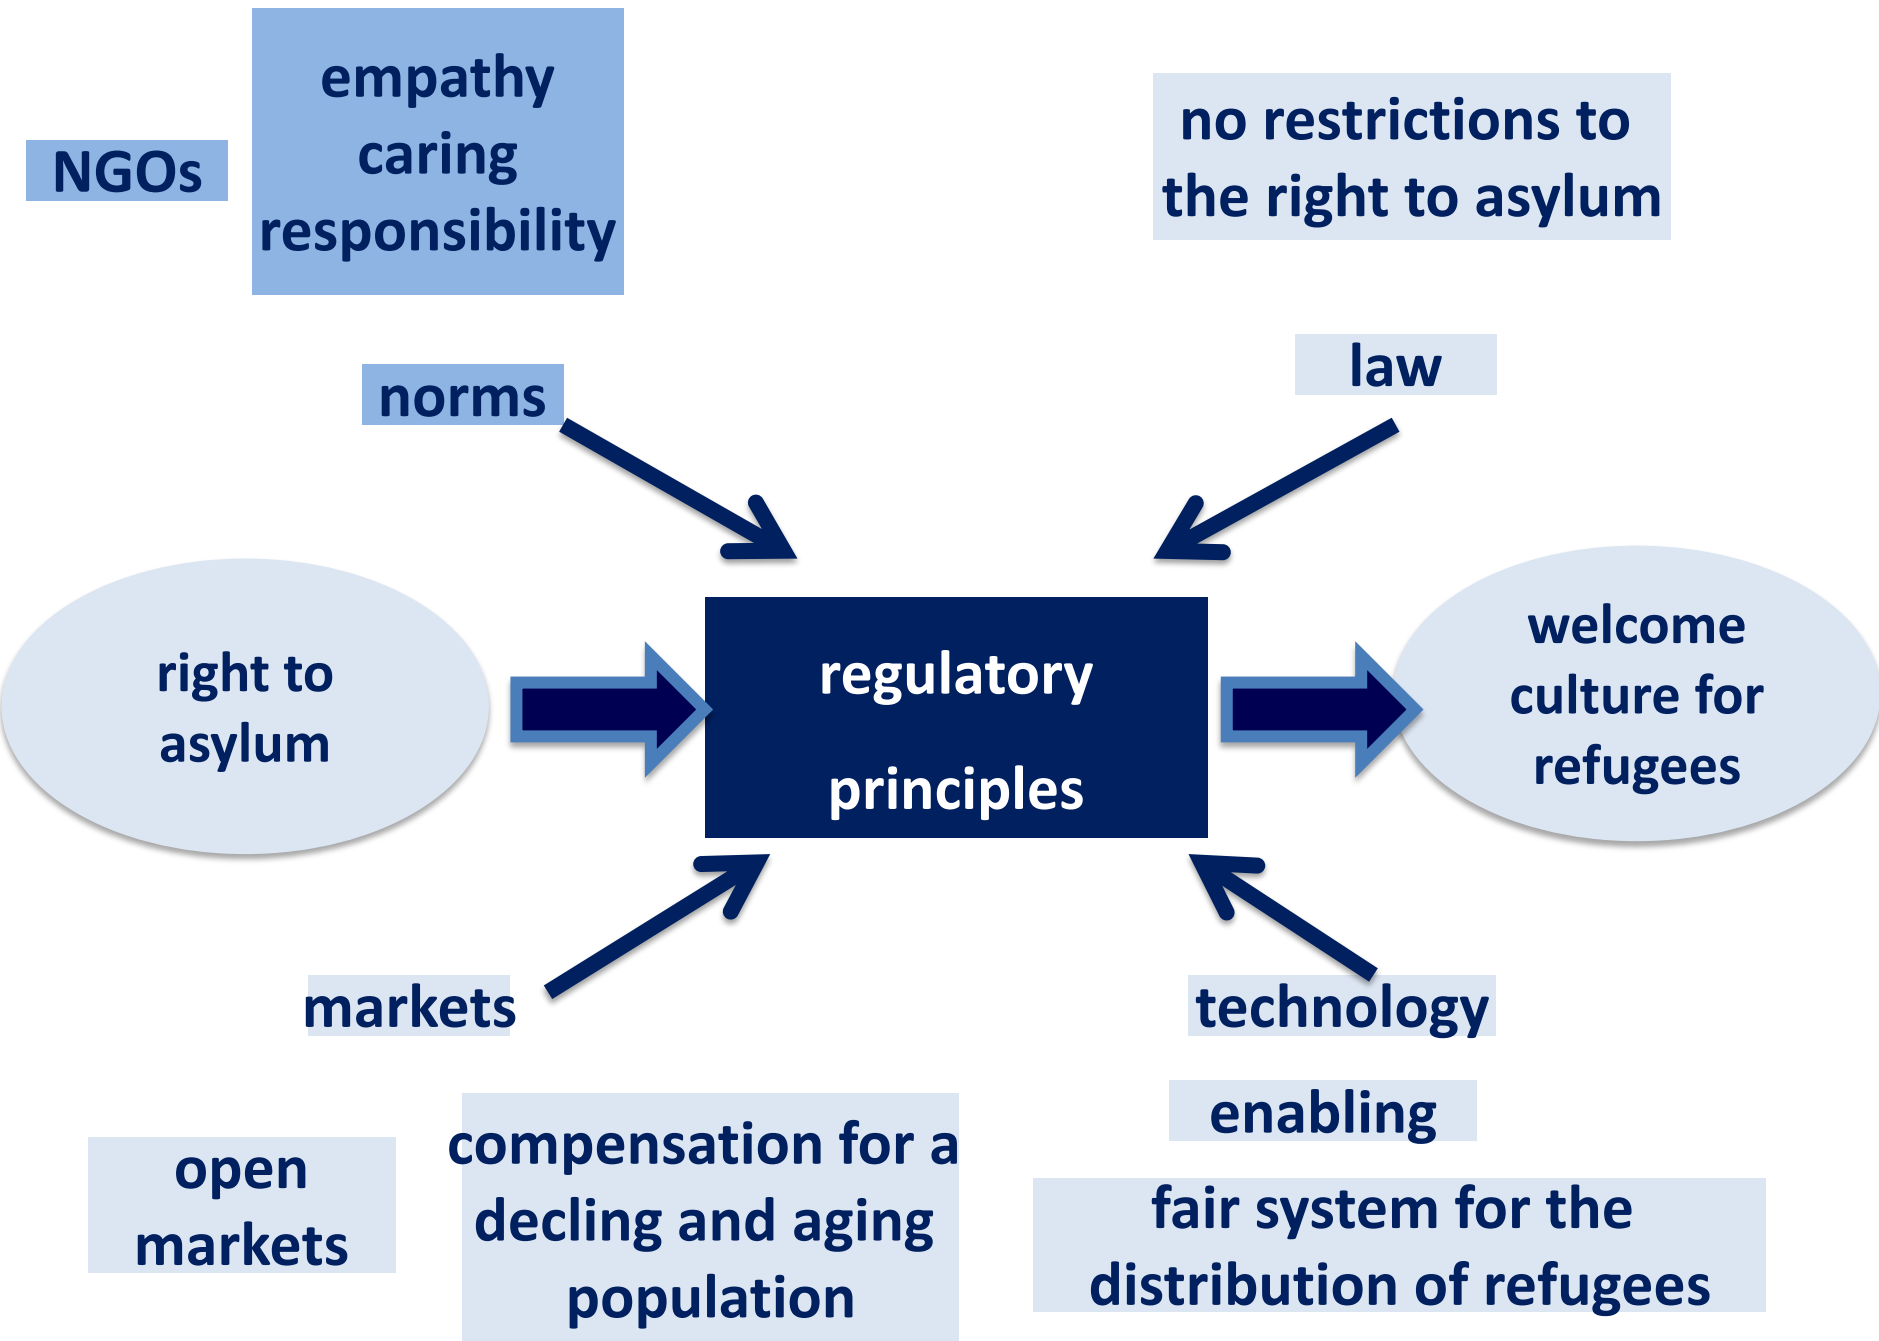 empathy
caring
responsibility
NGOs
no restrictions to
the right to asylum
norms
law
right to
asylum
regulatory
principles
welcome
culture for
refugees
markets
technology
open
markets
compensation for a
decling and aging
population
enabling
fair system for the
distribution of refugees